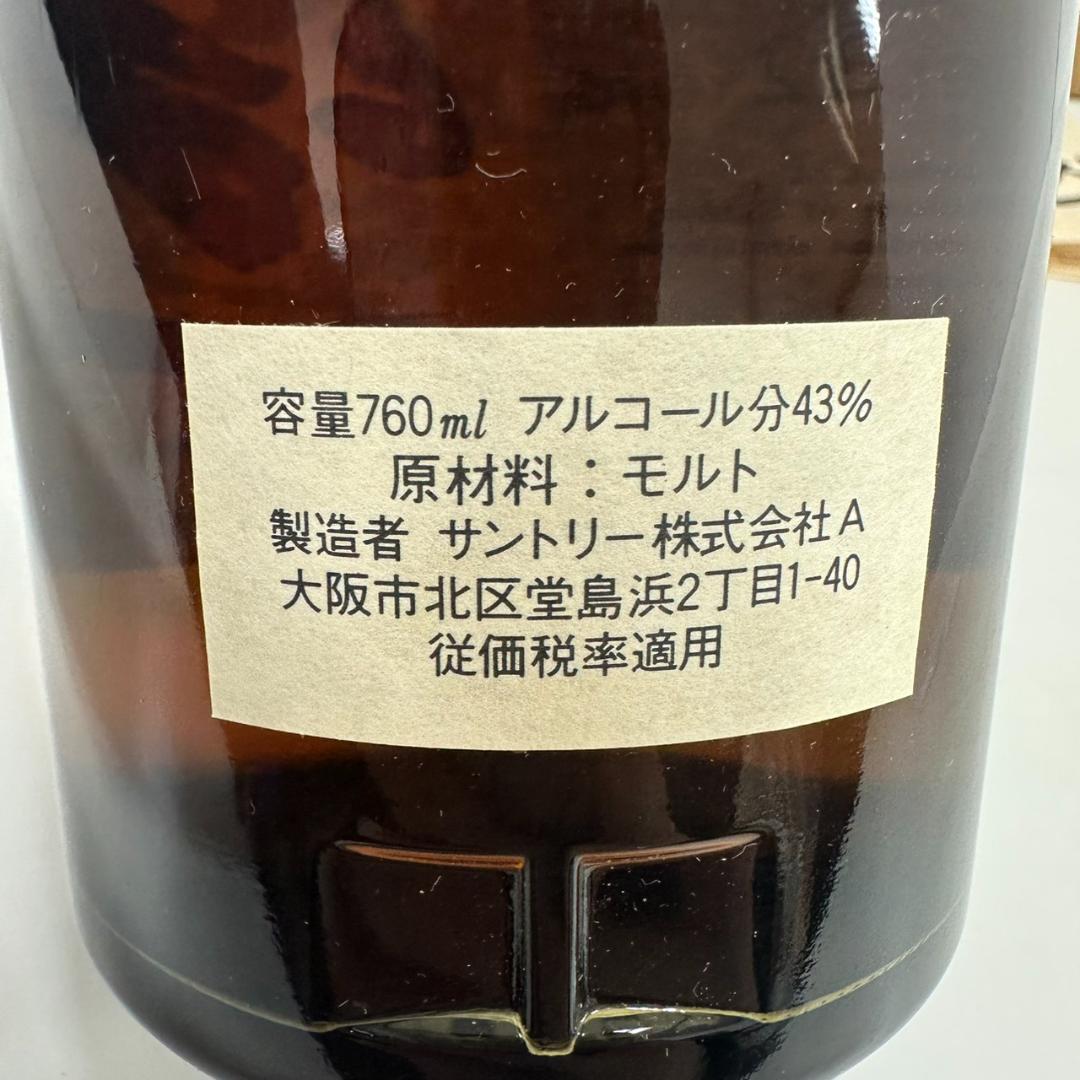 容量760ml アルコール分43%
原材料：モルト
製造者 サントリー株式会社A
大阪市北区堂島浜2丁目1-40
従価税率適用